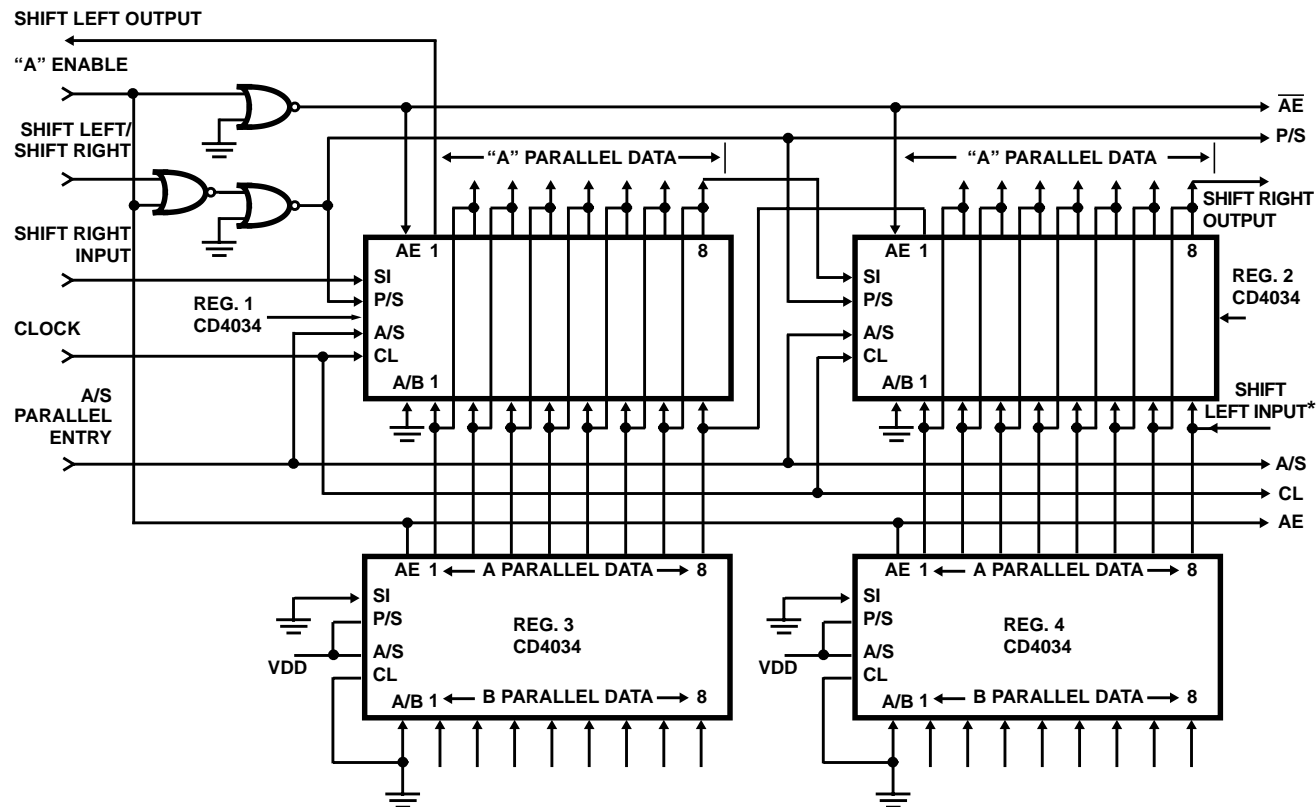 SHIFT LEFT OUTPUT
“A” ENABLE
AE
SHIFT LEFT/
SHIFT RIGHT
P/S
“A” PARALLEL DATA
“A” PARALLEL DATA
SHIFT RIGHT
OUTPUT
SHIFT RIGHT
INPUT
AE 1 8
SI
P/S
A/S
CL
A/B 1
REG. 1
CD4034
AE 1 8
SI
P/S
A/S
CL
A/B 1
REG. 2
CD4034
CLOCK
A/S
PARALLEL
ENTRY
SHIFT
LEFT INPUT*
A/S
CL
AE
AE 1 A PARALLEL DATA 8
SI
P/S
A/S
CL
VDD
REG. 3
CD4034
A/B 1 B PARALLEL DATA 8
AE 1 A PARALLEL DATA 8
SI
P/S
A/S
CL
VDD
REG. 4
CD4034
A/B 1 B PARALLEL DATA 8